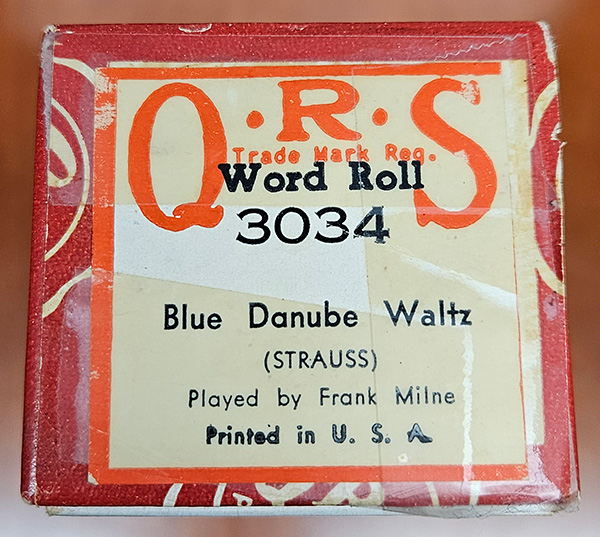 Q·R·S
Trade Mark Reg.
Word Roll
3034
Blue Danube Waltz
(STRAUSS)
Played by Frank Milne
Printed in U. S. A